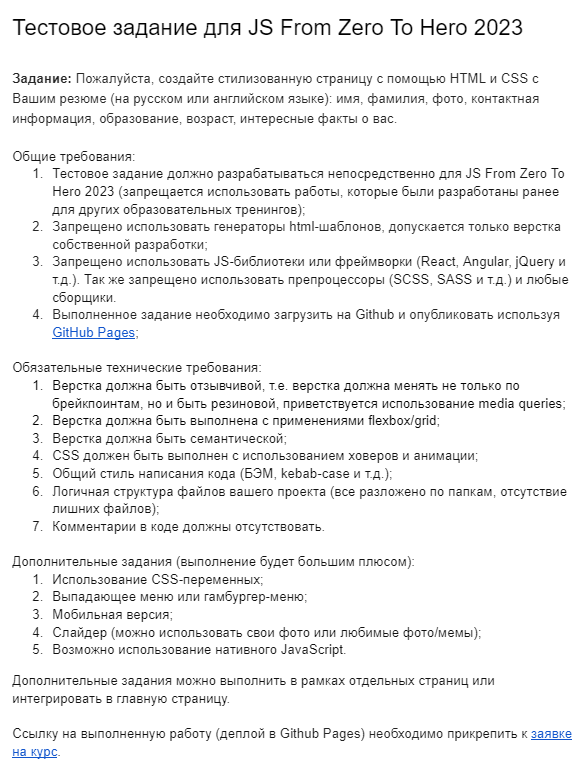 Тестовое задание для JS From Zero To Hero 2023
Задание: Пожалуйста, создайте стилизованную страницу с помощью HTML и CSS с
Вашим резюме (на русском или английском языке): имя, фамилия, фото, контактная
информация, образование, возраст, интересные факты о вас.
Общие требования:
1. Тестовое задание должно разрабатываться непосредственно для JS From Zero To
Hero 2023 (запрещается использовать работы, которые были разработаны ранее
для других образовательных тренингов);
2. Запрещено использовать генераторы html-шаблонов, допускается только верстка
собственной разработки;
3. Запрещено использовать JS-библиотеки или фреймворки (React, Angular, jQuery и
т.д.). Так же запрещено использовать препроцессоры (SCSS, SASS и т.д.) и любые
сборщики.
4. Выполненное задание необходимо загрузить на Github и опубликовать используя
GitHub Pages;
Обязательные технические требования:
1. Верстка должна быть отзывчивой, т.е. верстка должна менять не только по
брейкпоинтам, но и быть резиновой, приветствуется использование media queries;
2. Верстка должна быть выполнена с применениями flexbox/grid;
3. Верстка должна быть семантической;
4. CSS должен быть выполнен с использованием ховеров и анимации;
5. Общий стиль написания кода (БЭМ, kebab-case и т.д.);
6. Логичная структура файлов вашего проекта (все разложено по папкам, отсутствие
лишних файлов);
7. Комментарии в коде должны отсутствовать.
Дополнительные задания (выполнение будет большим плюсом):
1. Использование CSS-переменных;
2. Выпадающее меню или гамбургер-меню;
3. Мобильная версия;
4. Слайдер (можно использовать свои фото или любимые фото/мемы);
5. Возможно использование нативного JavaScript.
Дополнительные задания можно выполнить в рамках отдельных страниц или
интегрировать в главную страницу.
Ссылку на выполненную работу (деплой в Github Pages) необходимо прикрепить к заявке
на курс.